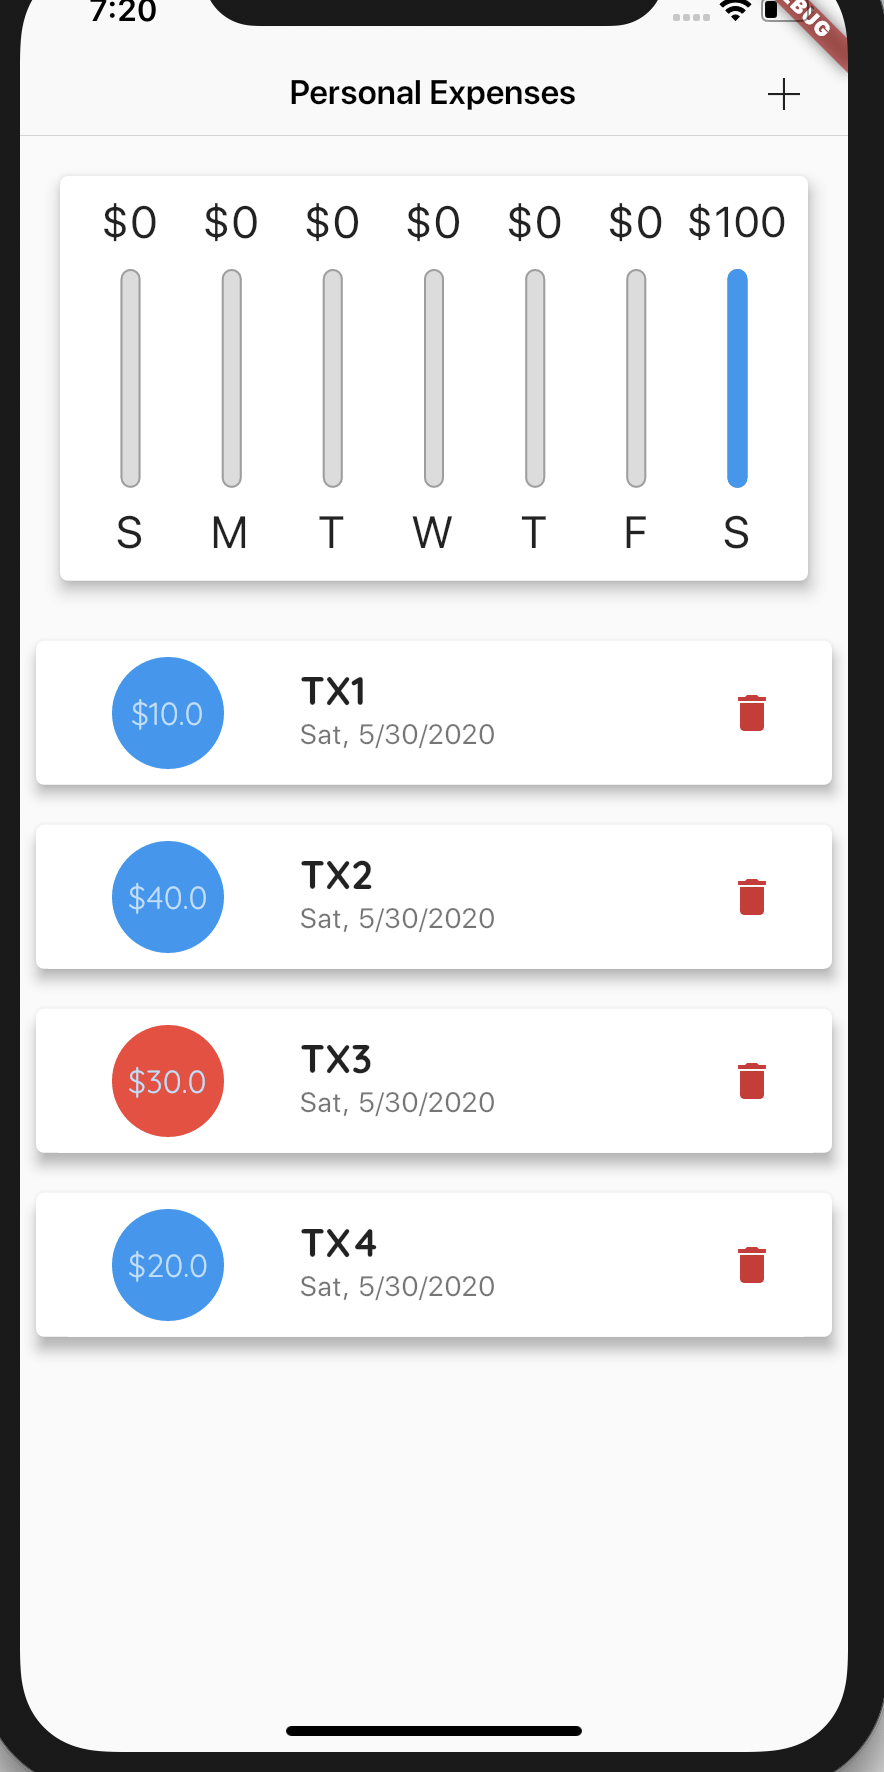 7:20
BUG
Personal Expenses
$0 $0 $0 $0 $0 $0 $100
S M T W T F S
$10.0
TX1
Sat, 5/30/2020
$40.0
TX2
Sat, 5/30/2020
$30.0
TX3
Sat, 5/30/2020
$20.0
TX4
Sat, 5/30/2020